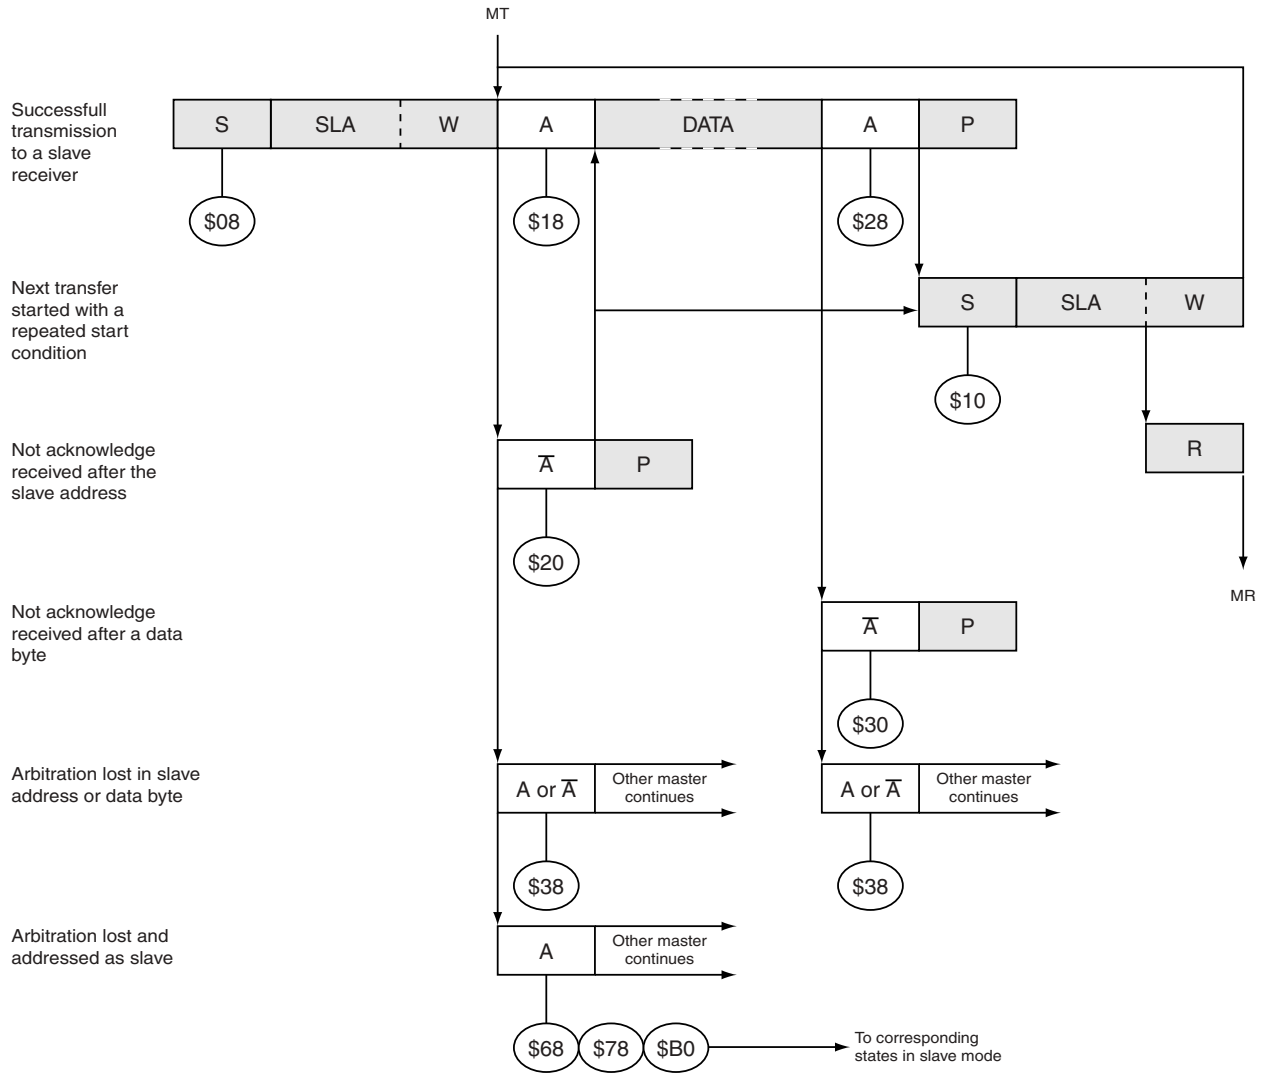 MT
Successfull
transmission
to a slave
receiver
S SLA W A DATA A P
$08 $18 $28
Next transfer
started with a
repeated start
condition
S SLA W
$10
Not acknowledge
received after the
slave address
A̅ P
R
$20
MR
Not acknowledge
received after a data
byte
A̅ P
$30
Arbitration lost in slave
address or data byte
A or A̅ Other master
continues
A or A̅ Other master
continues
$38 $38
Arbitration lost and
addressed as slave
A Other master
continues
$68 $78 $B0
To corresponding
states in slave mode